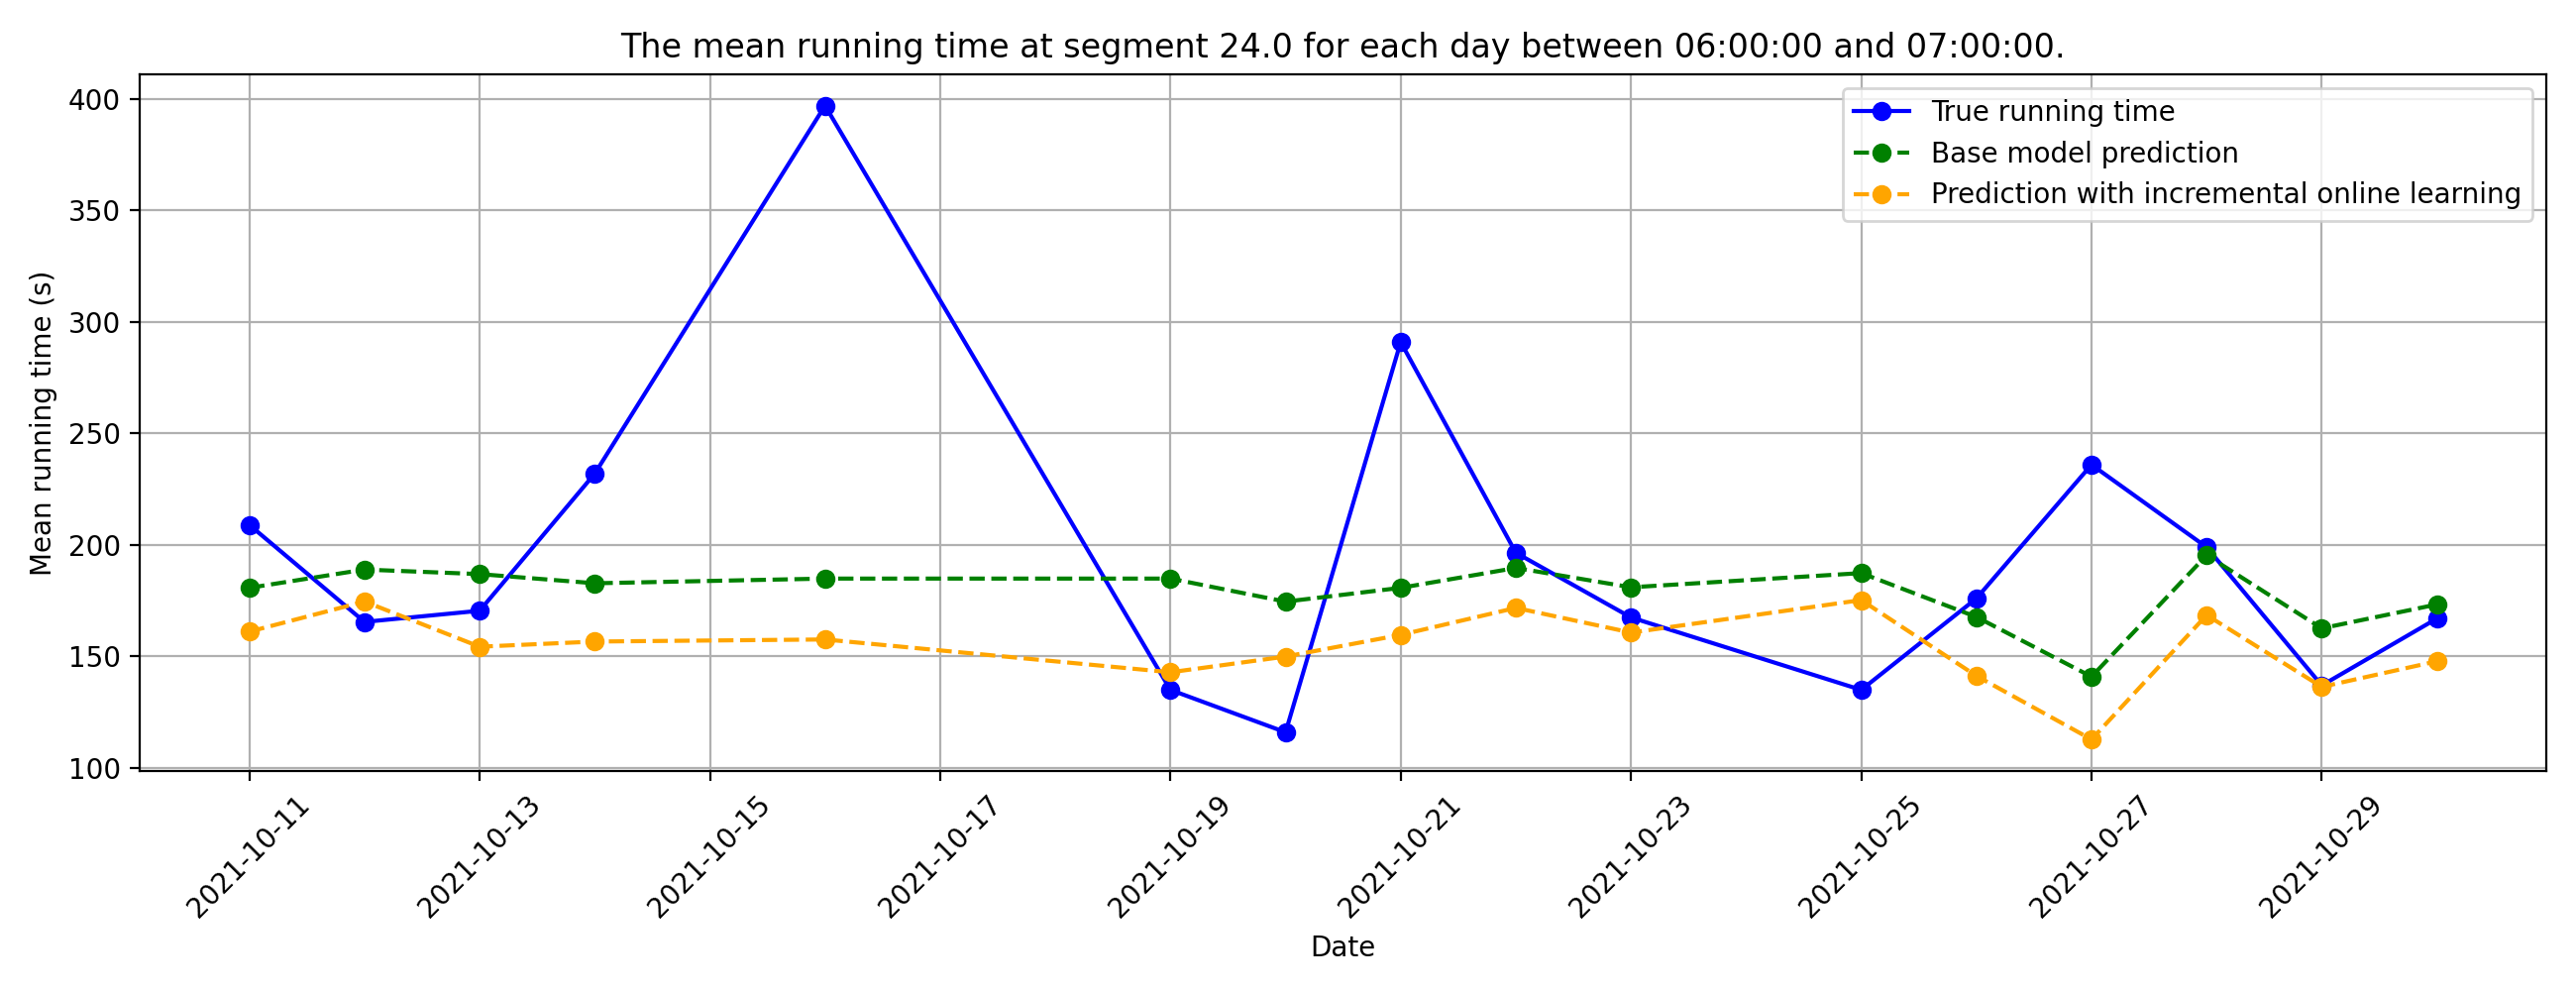 The mean running time at segment 24.0 for each day between 06:00:00 and 07:00:00.
True running time
Base model prediction
Prediction with incremental online learning
Mean running time (s)
400
350
300
250
200
150
100
2021-10-11
2021-10-13
2021-10-15
2021-10-17
2021-10-19
2021-10-21
2021-10-23
2021-10-25
2021-10-27
2021-10-29
Date